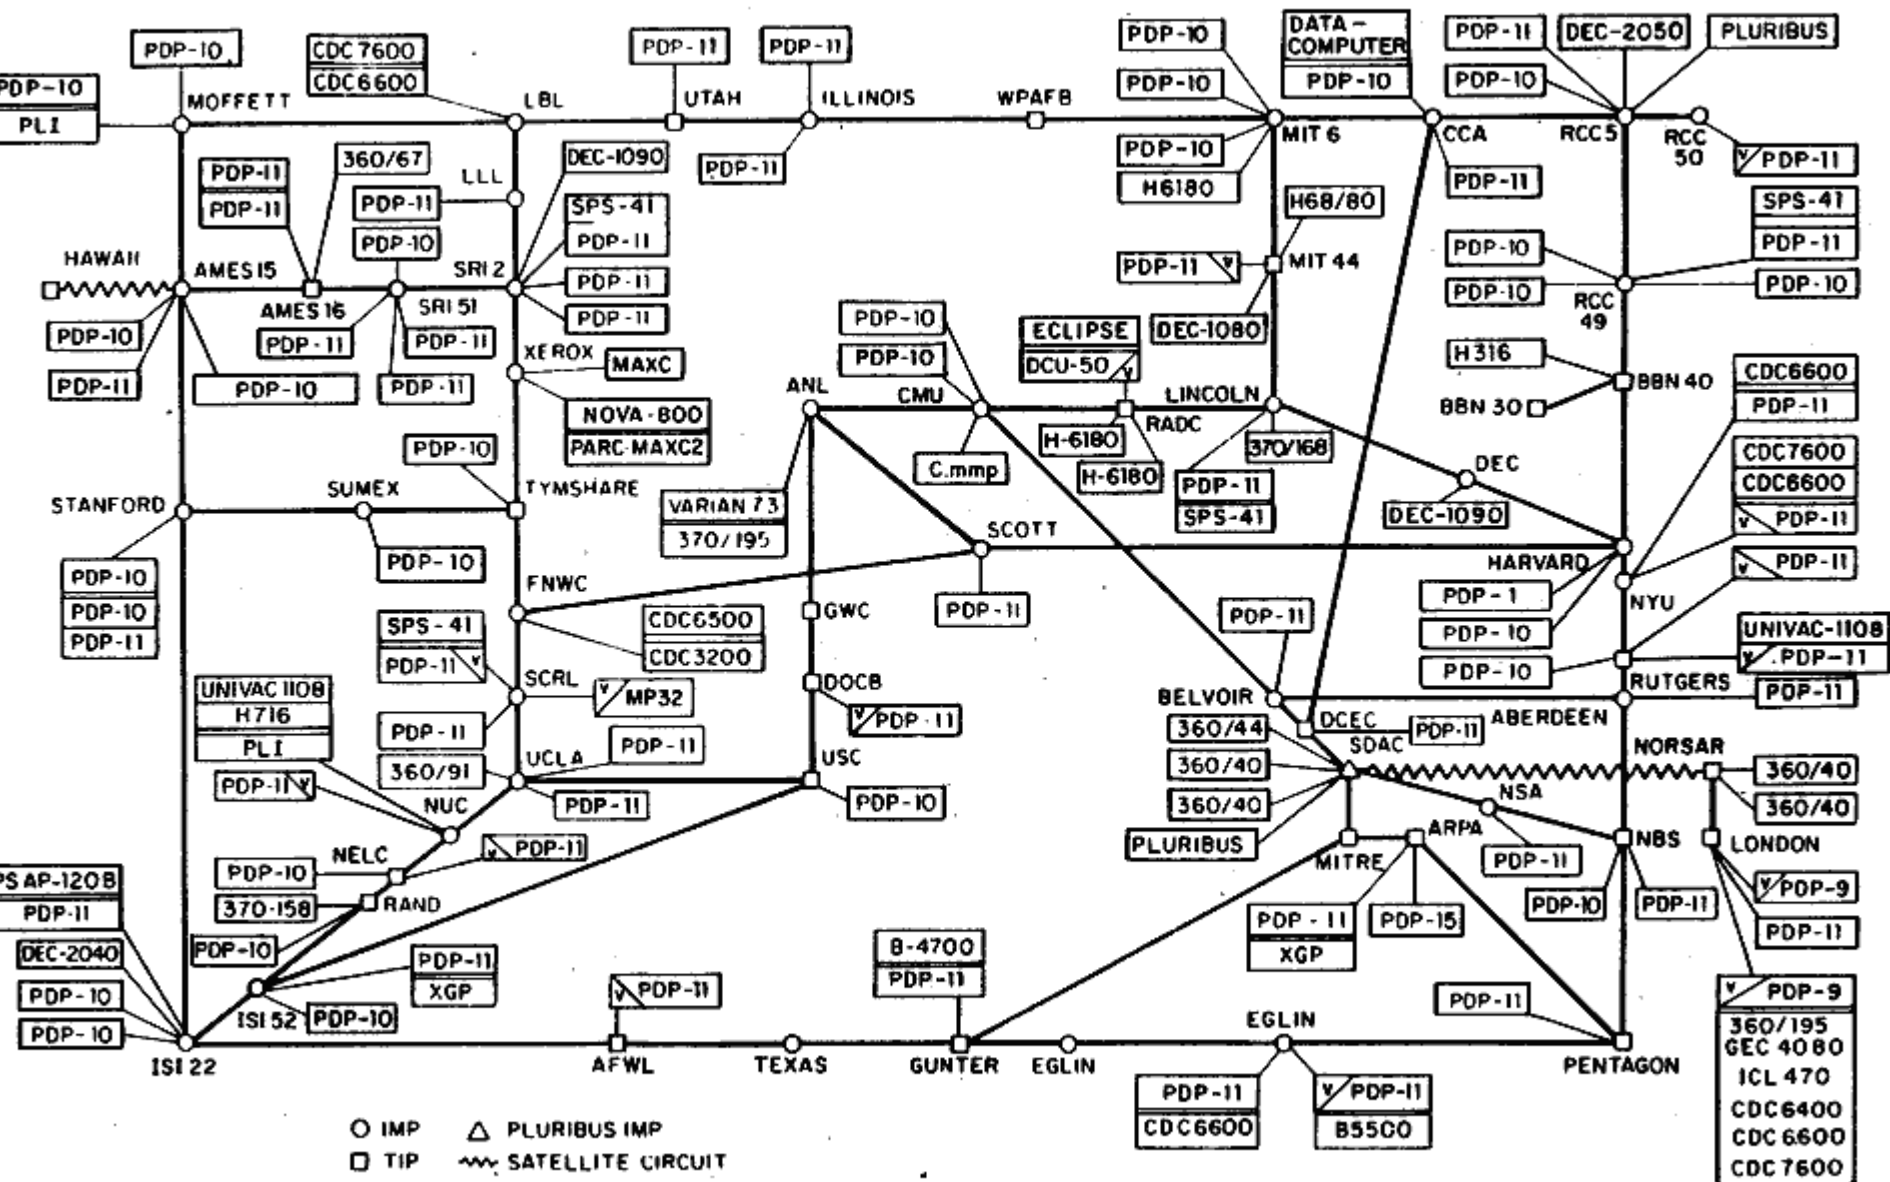 PDP-10
CDC7600
CDC6600
PDP-11
PDP-11
PDP-10
DATA-
COMPUTER
PDP-10
PDP-11
DEC-2050
PLURIBUS
PDP-10
PLI
MOFFETT
LBL
UTAH
ILLINOIS
WPAFB
PDP-10
PDP-10
MIT 6
CCA
RCC5
RCC
50
PDP-10
H6180
PDP-11
V PDP-11
PDP-11
PDP-11
PDP-11
360/67
LLL
PDP-11
DEC-1090
SPS-41
PDP-11
PDP-10
H68/80
PDP-11 V
MIT 44
DEC-1080
SPS-41
PDP-11
PDP-10
PDP-10
PDP-10
RCC
49
HAWAII
AMES15
AMES16
SRI 51
SRI 2
PDP-11
PDP-11
PDP-10
PDP-11
PDP-10
PDP-11
PDP-11
PDP-11
XEROX
MAXC
NOVA-800
PARC-MAXC2
PDP-10
PDP-10
CMU
C.mmp
ECLIPSE
DCU-50 V
RADC
H-6180
H-6180
LINCOLN
370/168
PDP-11
SPS-41
H316
BBN 40
BBN 30
CDC6600
PDP-11
CDC7600
CDC6600
V PDP-11
V PDP-11
ANL
VARIAN 73
370/195
DEC
DEC-1090
STANFORD
SUMEX
PDP-10
TYMSHARE
PDP-10
PDP-10
PDP-10
PDP-11
FNWC
CDC6500
CDC3200
SCOTT
PDP-11
HARVARD
PDP-1
PDP-10
NYU
PDP-10
UNIVAC-1108
V PDP-11
RUTGERS
PDP-11
GWC
SPS-41
PDP-11 V
SCRL
V MP32
PDP-11
DOCB
V PDP-11
PDP-11
BELVOIR
ABERDEEN
DCEC
PDP-11
SDAC
360/44
360/40
360/40
PLURIBUS
NORSAR
360/40
360/40
UNIVAC 1108
H716
PLI
PDP-11 V
NUC
360/91
UCLA
PDP-11
PDP-11
USC
PDP-10
NSA
PDP-11
NBS
PDP-10
PDP-11
LONDON
V PDP-9
PDP-11
V PDP-9
360/195
GEC 4080
ICL 470
CDC6400
CDC6600
CDC7600
NELC
PDP-10
V PDP-11
370-158
RAND
PDP-10
MITRE
ARPA
PDP-11
XGP
PDP-15
AP-120B
PDP-11
DEC-2040
PDP-10
PDP-10
ISI 22
ISI 52
PDP-11
XGP
PDP-10
V PDP-11
AFWL
TEXAS
B-4700
PDP-11
GUNTER
EGLIN
EGLIN
PDP-11
CDC6600
V PDP-11
B5500
PDP-11
PENTAGON
IMP
PLURIBUS IMP
TIP
SATELLITE CIRCUIT